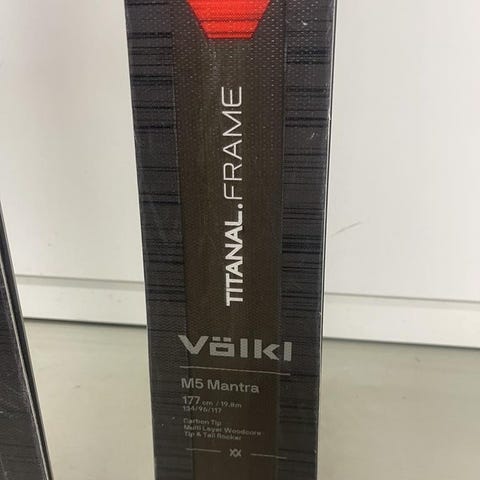 TITANAL.FRAME
Völkl
M5 Mantra
177 cm / 19.8m
134/96/117
Carbon Tip
Multi Layer Woodcore
Tip & Tail Rocker